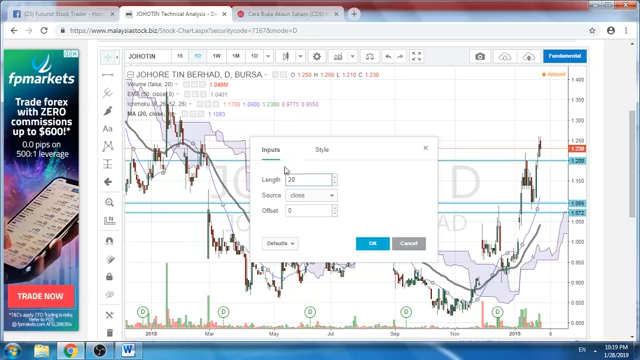 (23) Futurist Stock Trader - Hom
JOHOTIN Technical Analysis -
Cara Buka Akaun Saham (CDS)
https://www.malaysiastock.biz/Stock-Chart.aspx?securitycode=7167&mode=D
fpmarkets
Trade forex
with ZERO
commissions
up to $600!*
0.0 pips on
500:1 leverage
TRADE NOW
JOHOTIN
15
1D
1W
1M
1D
Fundamental
JOHORE TIN BERHAD, D, BURSA
O 1.250
H 1.260
L 1.210
C 1.230
delayed
Volume (false, 20)
1.049M
EMA (50, close, 0)
1.0401
Ichimoku (9, 26, 52, 26)
1.1700
1.0900
1.2300
0.9775
0.9550
MA (20, close, 0)
1.1083
Inputs
Style
Length
20
Source
close
Offset
0
Defaults
OK
Cancel
1.400
1.350
1.300
1.250
1.230
1.200
1.150
1.100
1.095
1.072
1.050
1.000
0.950
0.900
0.850
0.800
D
D
D
D
D
2018
Mar
May
Jul
Sep
Nov
2019
6
EN
10:19 PM
1/28/2019